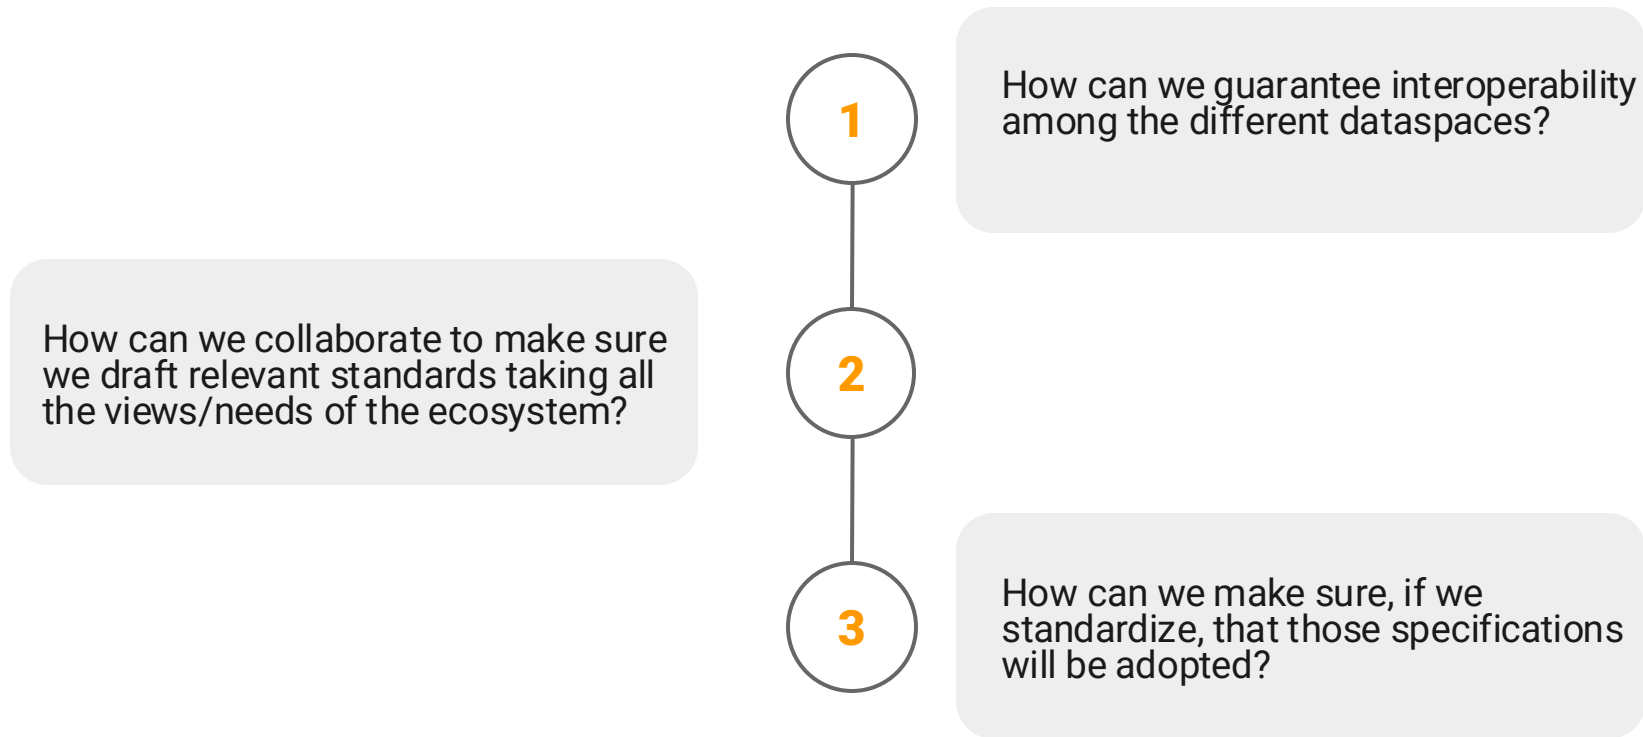 1
How can we guarantee interoperability
among the different dataspaces?
2
How can we collaborate to make sure
we draft relevant standards taking all
the views/needs of the ecosystem?
3
How can we make sure, if we
standardize, that those specifications
will be adopted?